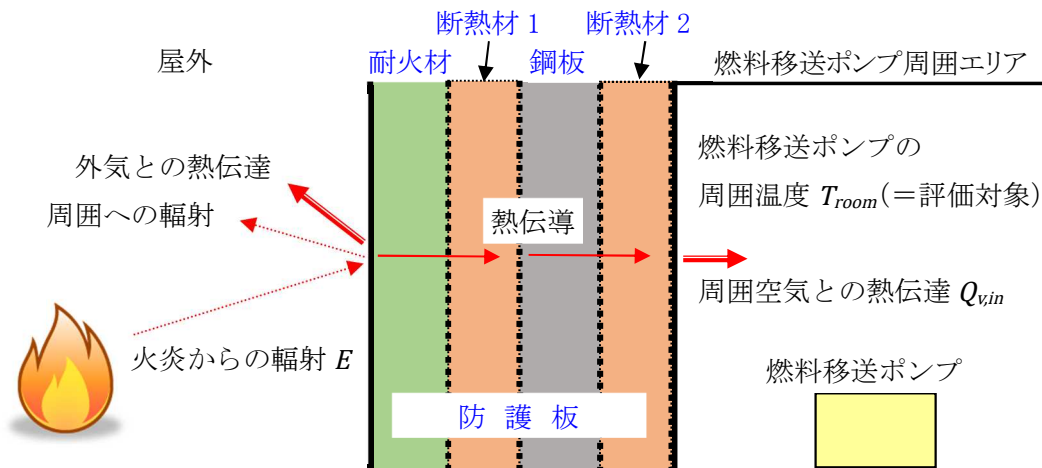 断熱材 1
断熱材 2
屋外
耐火材
鋼板
燃料移送ポンプ周囲エリア
外気との熱伝達
周囲への輻射
熱伝導
燃料移送ポンプの
周囲温度 Troom(＝評価対象)
周囲空気との熱伝達 Qv,in
火炎からの輻射 E
燃料移送ポンプ
防 護 板